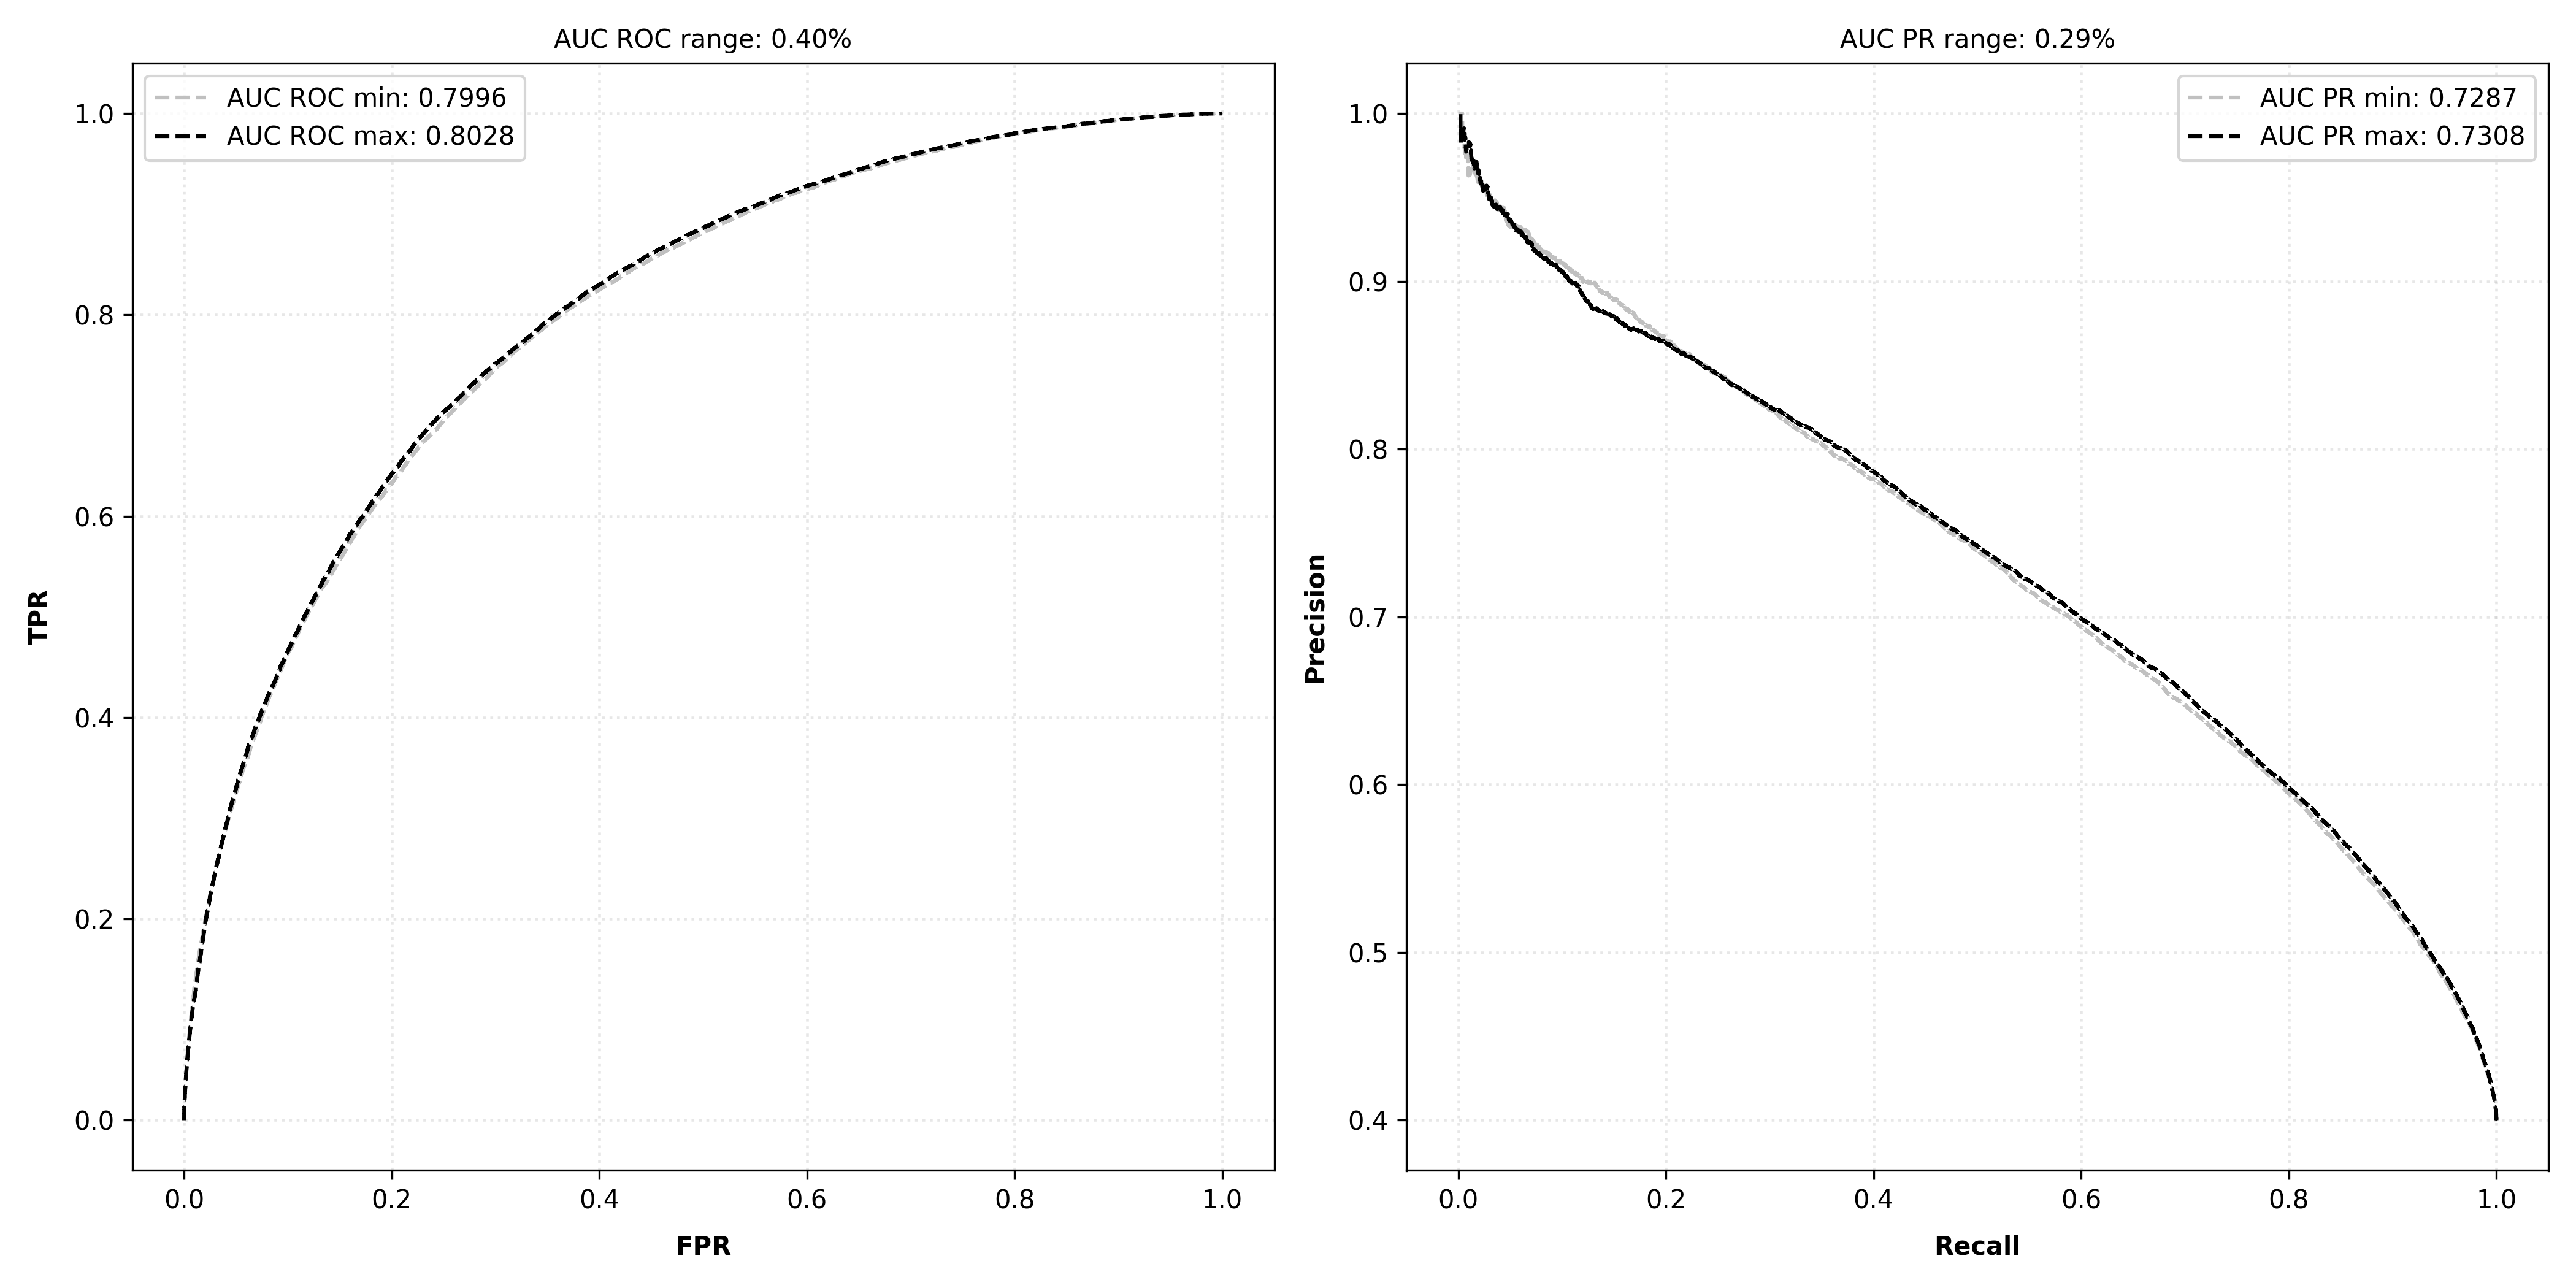 AUC ROC range: 0.40%
AUC ROC min: 0.7996
AUC ROC max: 0.8028
1.0
0.8
0.6
0.4
0.2
0.0
TPR
0.0 0.2 0.4 0.6 0.8 1.0
FPR
AUC PR range: 0.29%
AUC PR min: 0.7287
AUC PR max: 0.7308
1.0
0.9
0.8
0.7
0.6
0.5
0.4
Precision
0.0 0.2 0.4 0.6 0.8 1.0
Recall